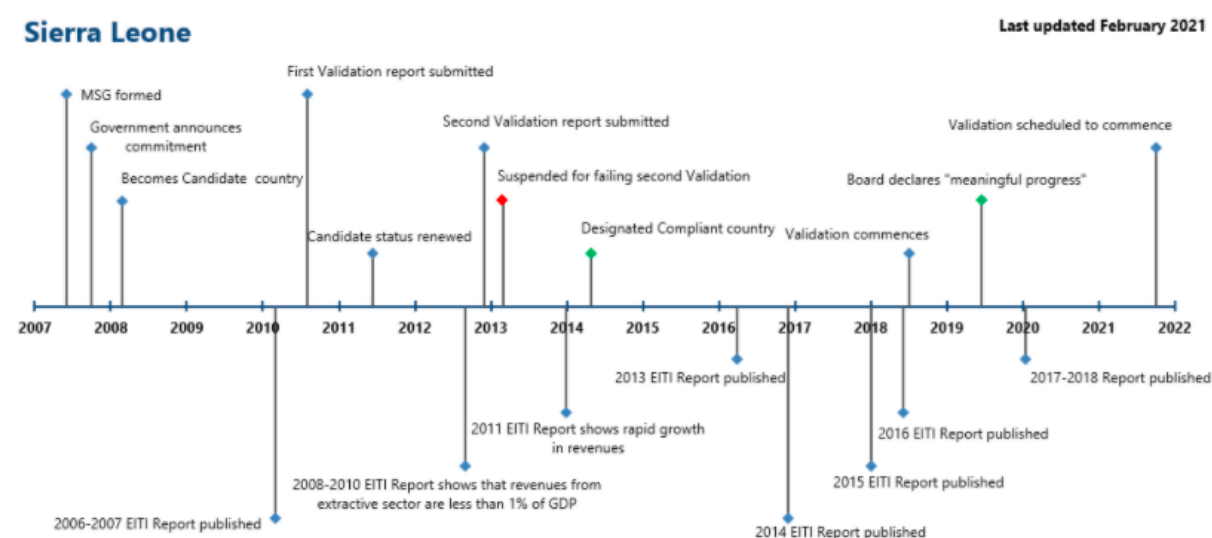 Sierra Leone
Last updated February 2021
First Validation report submitted
MSG formed
Government announces
commitment
Second Validation report submitted
Validation scheduled to commence
Becomes Candidate country
Suspended for failing second Validation
Board declares "meaningful progress"
Candidate status renewed
Designated Compliant country
Validation commences
2007 2008 2009 2010 2011 2012 2013 2014 2015 2016 2017 2018 2019 2020 2021 2022
2013 EITI Report published
2017-2018 Report published
2011 EITI Report shows rapid growth
in revenues
2016 EITI Report published
2008-2010 EITI Report shows that revenues from
extractive sector are less than 1% of GDP
2015 EITI Report published
2006-2007 EITI Report published
2014 EITI Report published